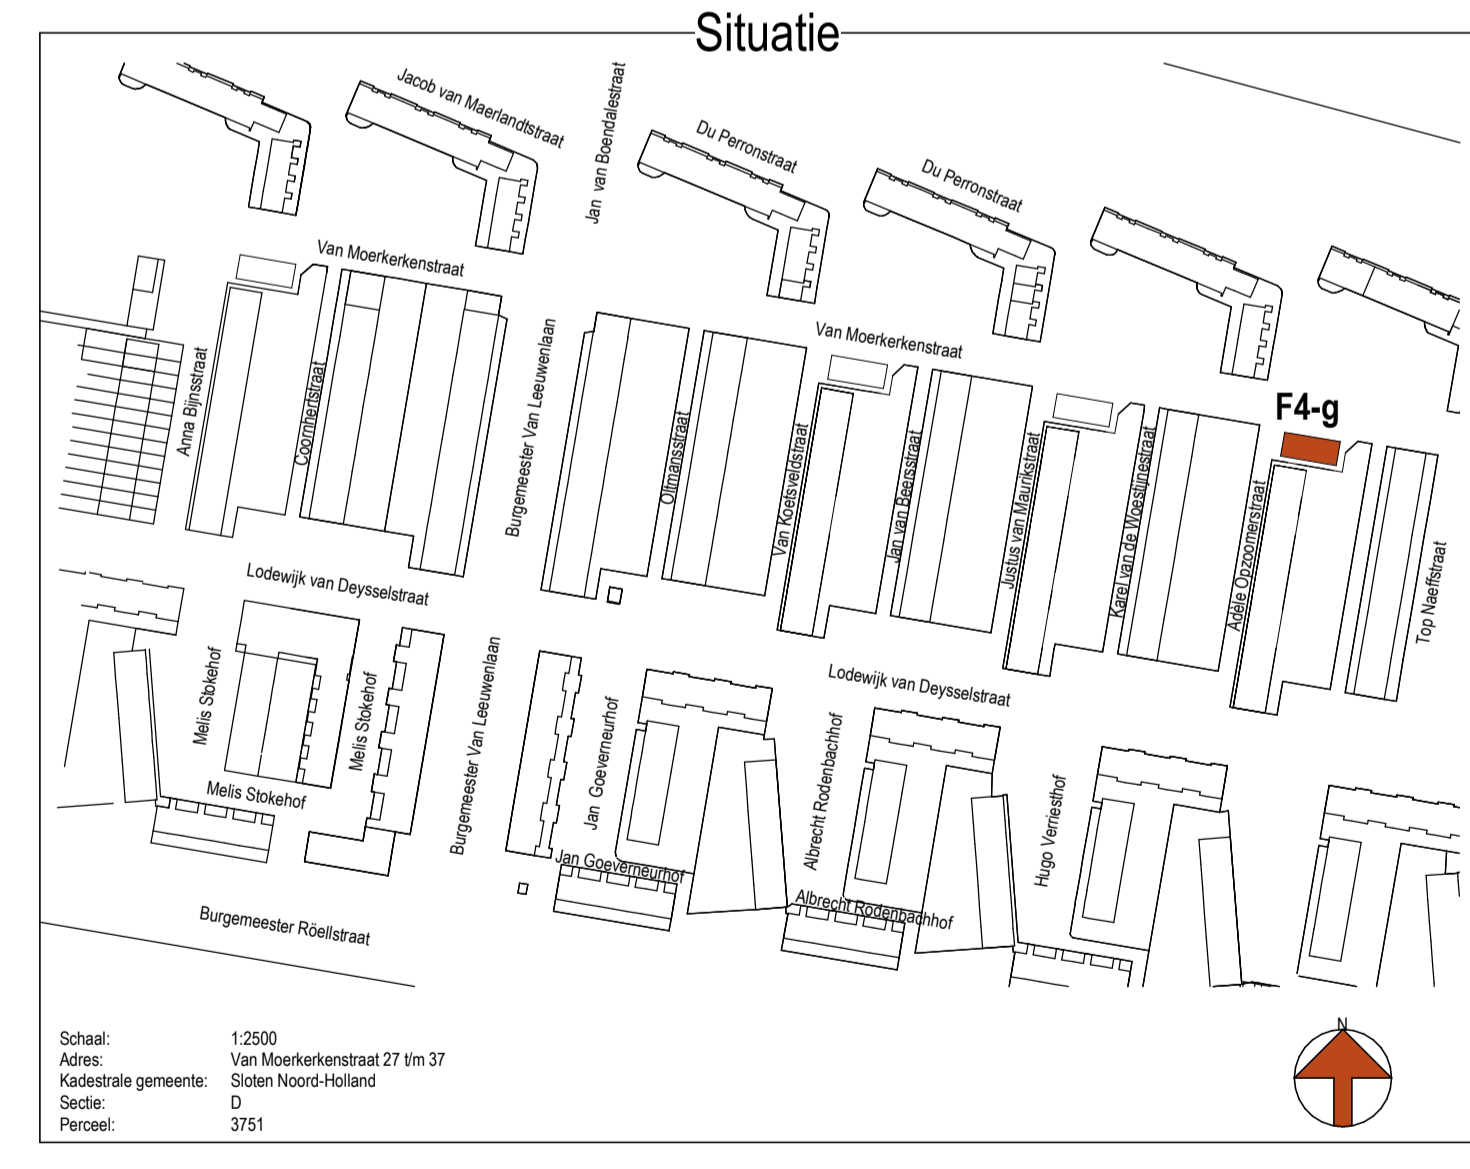 Situatie
Jacob van Maerlandtstraat
Jan van Boendalestraat
Du Perronstraat
Du Perronstraat
Van Moerkerkenstraat
Van Moerkerkenstraat
F4-g
Anna Bijnsstraat
Coornhertstraat
Burgemeester Van Leeuwenlaan
Oltmansstraat
Van Koetsveldstraat
Jan van Beersstraat
Justus van Maurikstraat
Karel van de Woestijnestraat
Adèle Opzoomerstraat
Top Naeffstraat
Lodewijk van Deysselstraat
Lodewijk van Deysselstraat
Melis Stokehof
Melis Stokehof
Melis Stokehof
Burgemeester Van Leeuwenlaan
Jan Goeverneurhof
Jan Goeverneurhof
Albrecht Rodenbachhof
Albrecht Rodenbachhof
Hugo Verriesthof
Burgemeester Röellstraat
Schaal: 1:2500
Adres: Van Moerkerkenstraat 27 t/m 37
Kadestrale gemeente: Sloten Noord-Holland
Sectie: D
Perceel: 3751
N